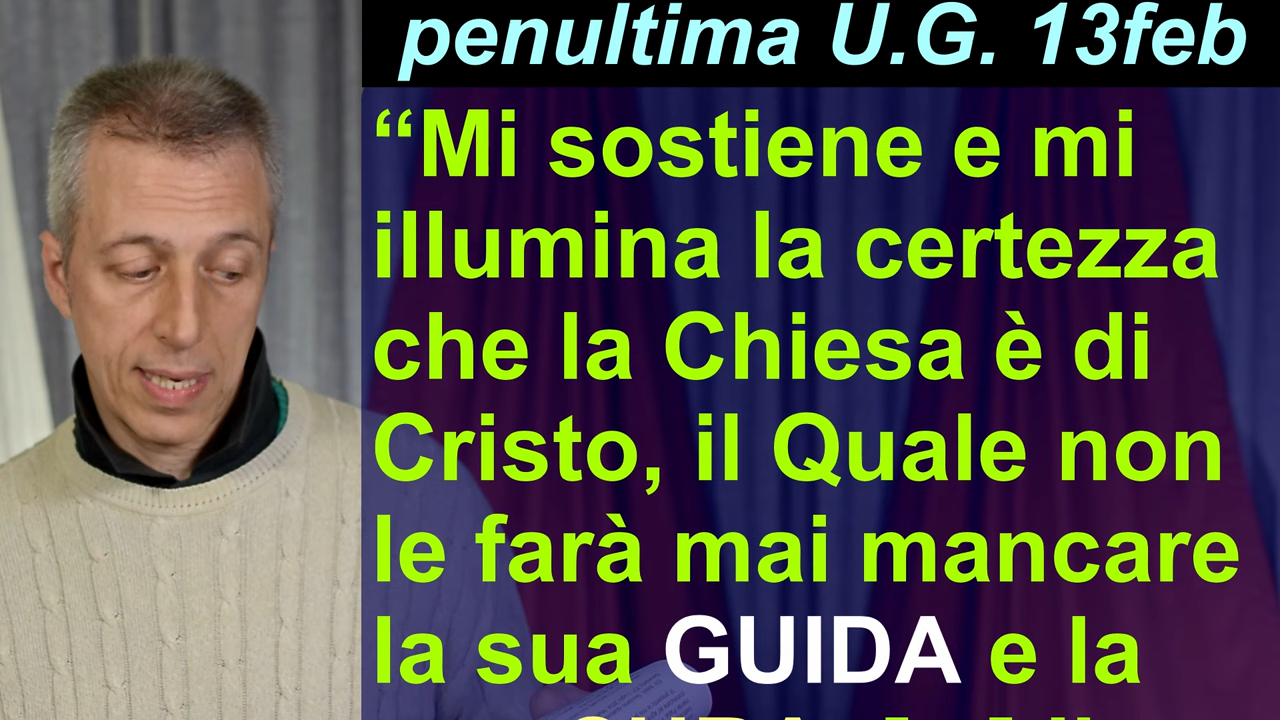 penultima U.G. 13feb
“Mi sostiene e mi
illumina la certezza
che la Chiesa è di
Cristo, il Quale non
le farà mai mancare
la sua GUIDA e la